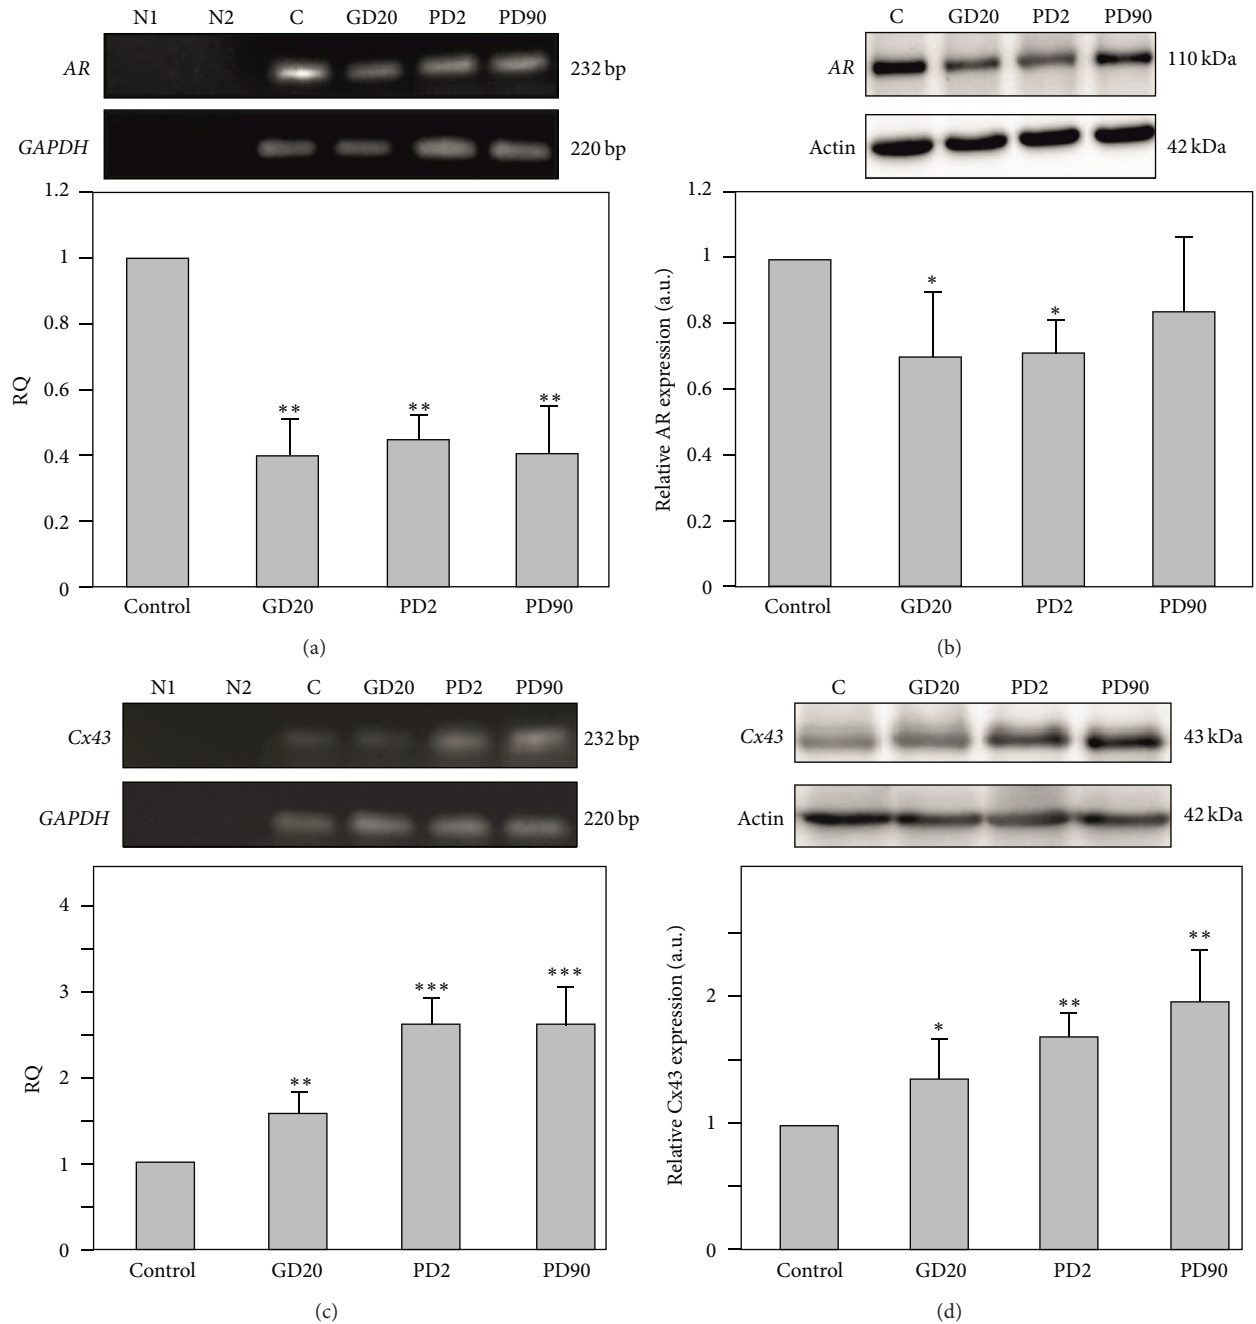 N1 N2 C GD20 PD2 PD90
AR 232 bp
GAPDH 220 bp
1.2
1
0.8
0.6
0.4
0.2
0
RQ
** ** **
Control GD20 PD2 PD90
(a)
C GD20 PD2 PD90
AR 110 kDa
Actin 42 kDa
1.2
1
0.8
0.6
0.4
0.2
0
Relative AR expression (a.u.)
* *
Control GD20 PD2 PD90
(b)
N1 N2 C GD20 PD2 PD90
Cx43 232 bp
GAPDH 220 bp
4
3
2
1
0
RQ
** *** ***
Control GD20 PD2 PD90
(c)
C GD20 PD2 PD90
Cx43 43 kDa
Actin 42 kDa
2
1
0
Relative Cx43 expression (a.u.)
* ** **
Control GD20 PD2 PD90
(d)